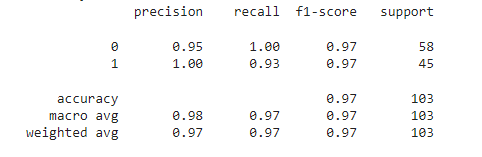 precision recall f1-score support
0 0.95 1.00 0.97 58
1 1.00 0.93 0.97 45
accuracy 0.97 103
macro avg 0.98 0.97 0.97 103
weighted avg 0.97 0.97 0.97 103